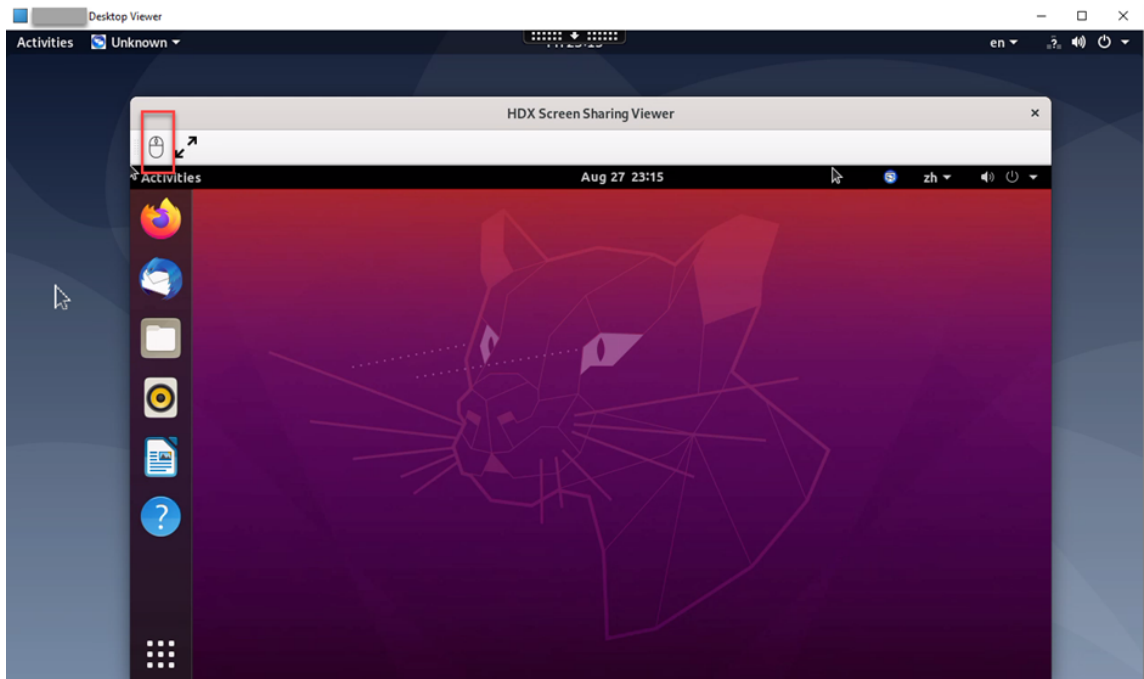 Desktop Viewer
Activities
Unknown
en
HDX Screen Sharing Viewer
Activities
Aug 27 23:15
zh